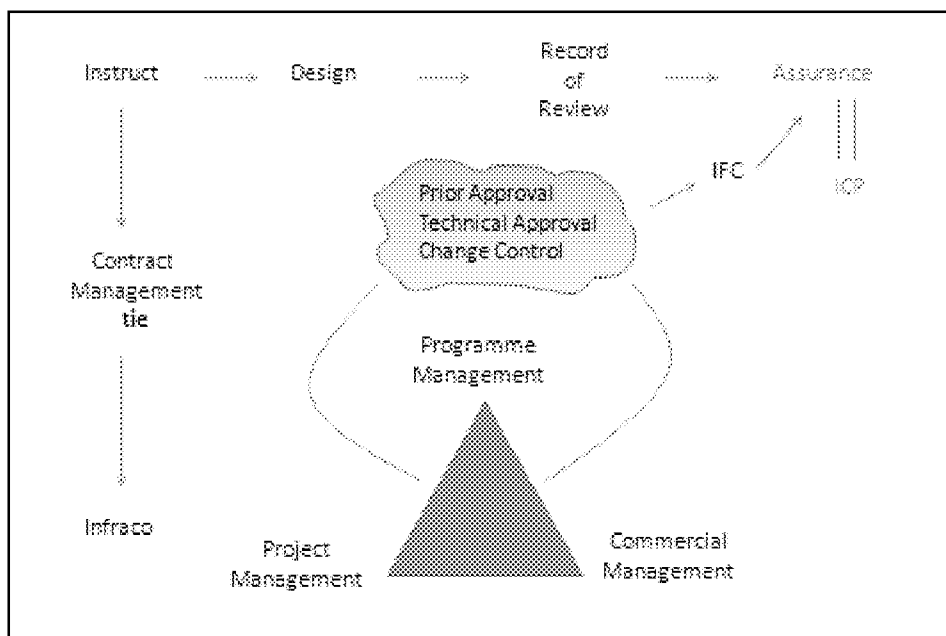 Instruct
Design
Record
of
Review
Assurance
Prior Approval
Technical Approval
Change Control
IFC
ICP
Contract
Management
tie
Programme
Management
Infraco
Project
Management
Commercial
Management